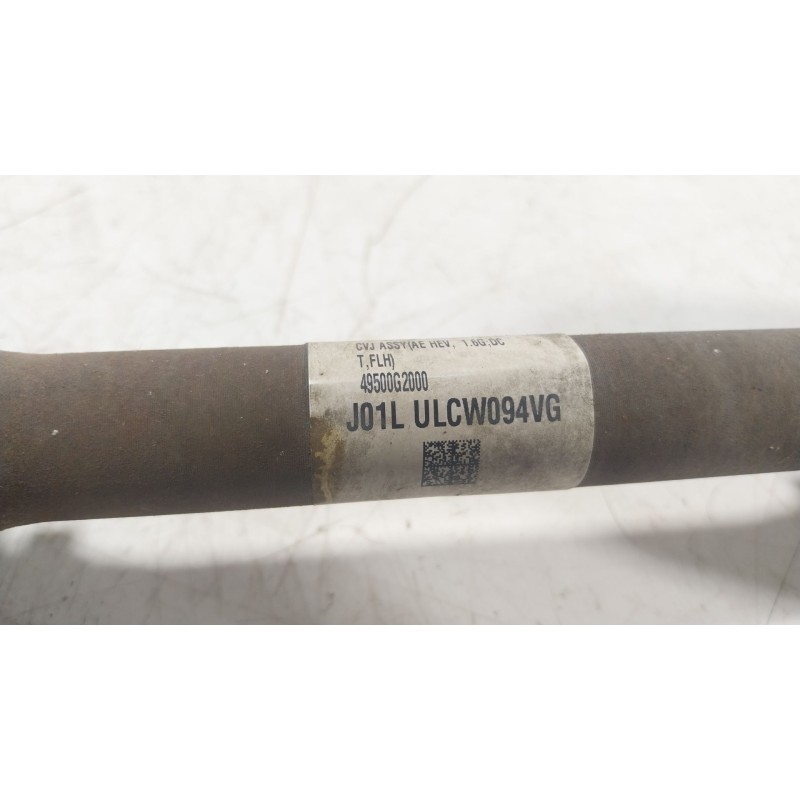 CVJ ASSY(AE HEV, 1.6G,DC
T,FLH)
49500G2000
J01L ULCW094VG